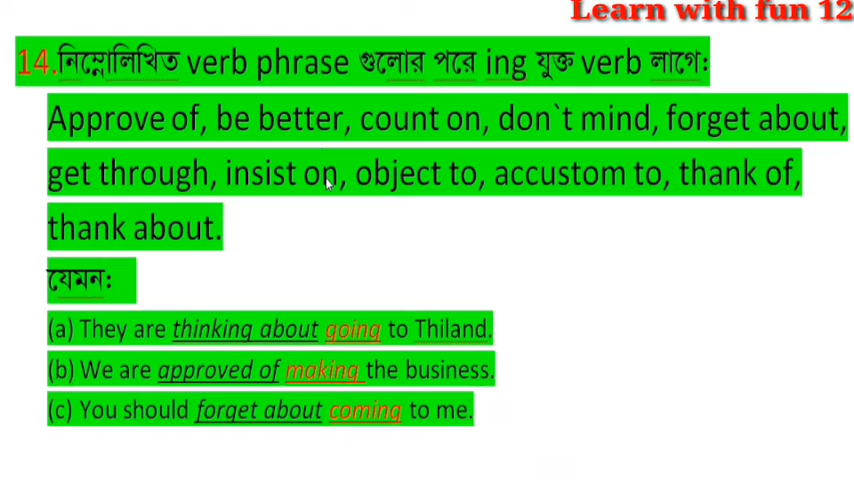 Learn with fun 12
14.নিম্নোলিখিত verb phrase গুলোর পরে ing যুক্ত verb লাগেঃ
Approve of, be better, count on, don`t mind, forget about,
get through, insist on, object to, accustom to, thank of,
thank about.
যেমনঃ
(a) They are thinking about going to Thiland.
(b) We are approved of making the business.
(c) You should forget about coming to me.